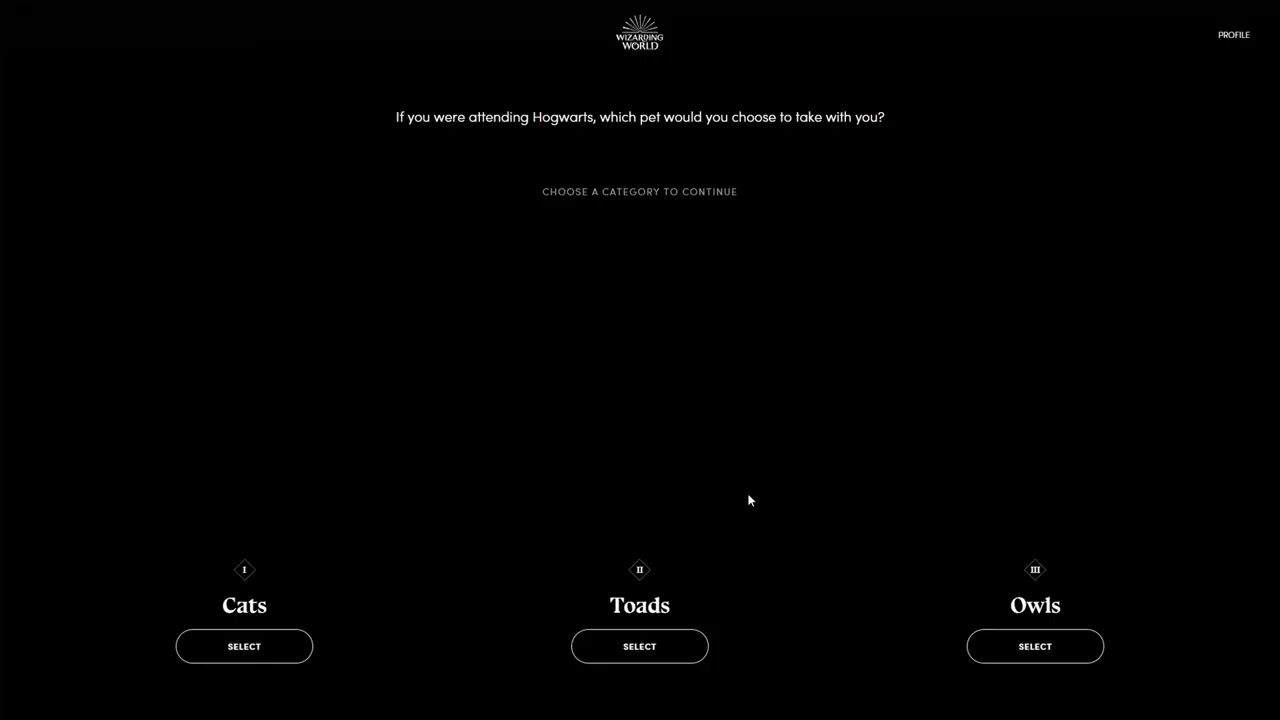 WIZARDING
WORLD
PROFILE
If you were attending Hogwarts, which pet would you choose to take with you?
CHOOSE A CATEGORY TO CONTINUE
I
II
III
Cats
Toads
Owls
SELECT
SELECT
SELECT